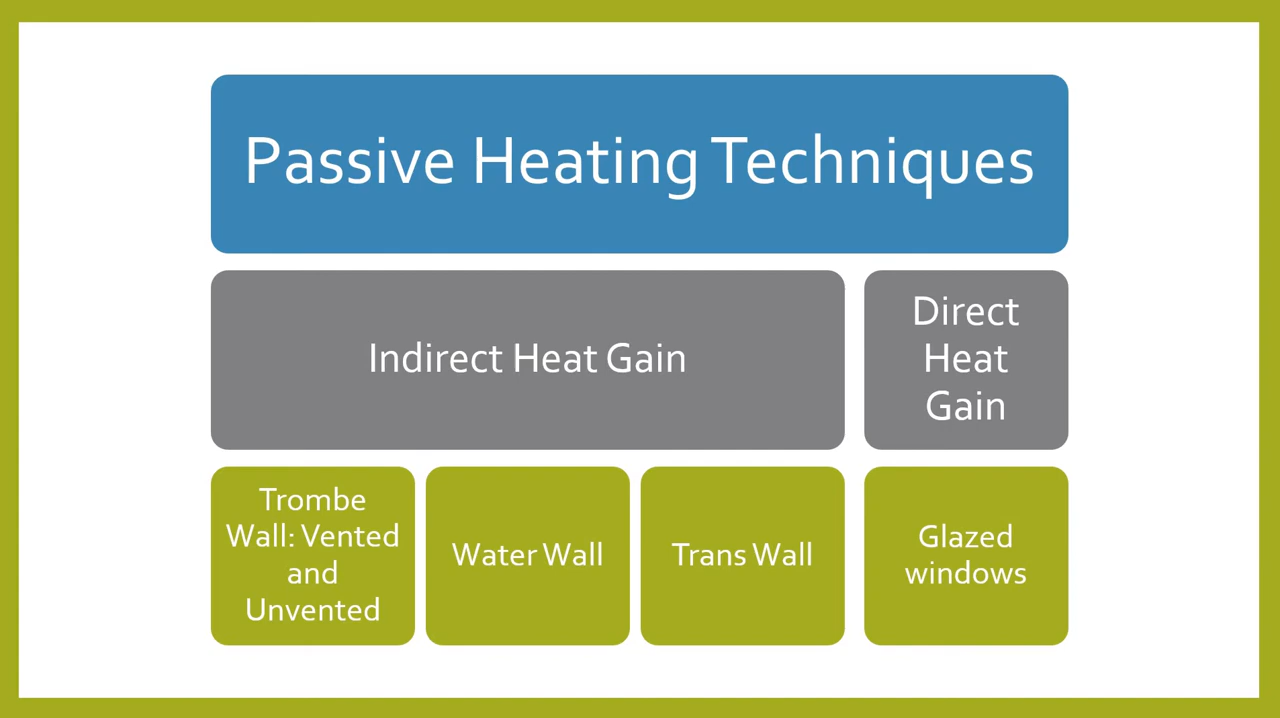 Passive Heating Techniques
Indirect Heat Gain
Direct
Heat
Gain
Trombe
Wall: Vented
and
Unvented
Water Wall
Trans Wall
Glazed
windows